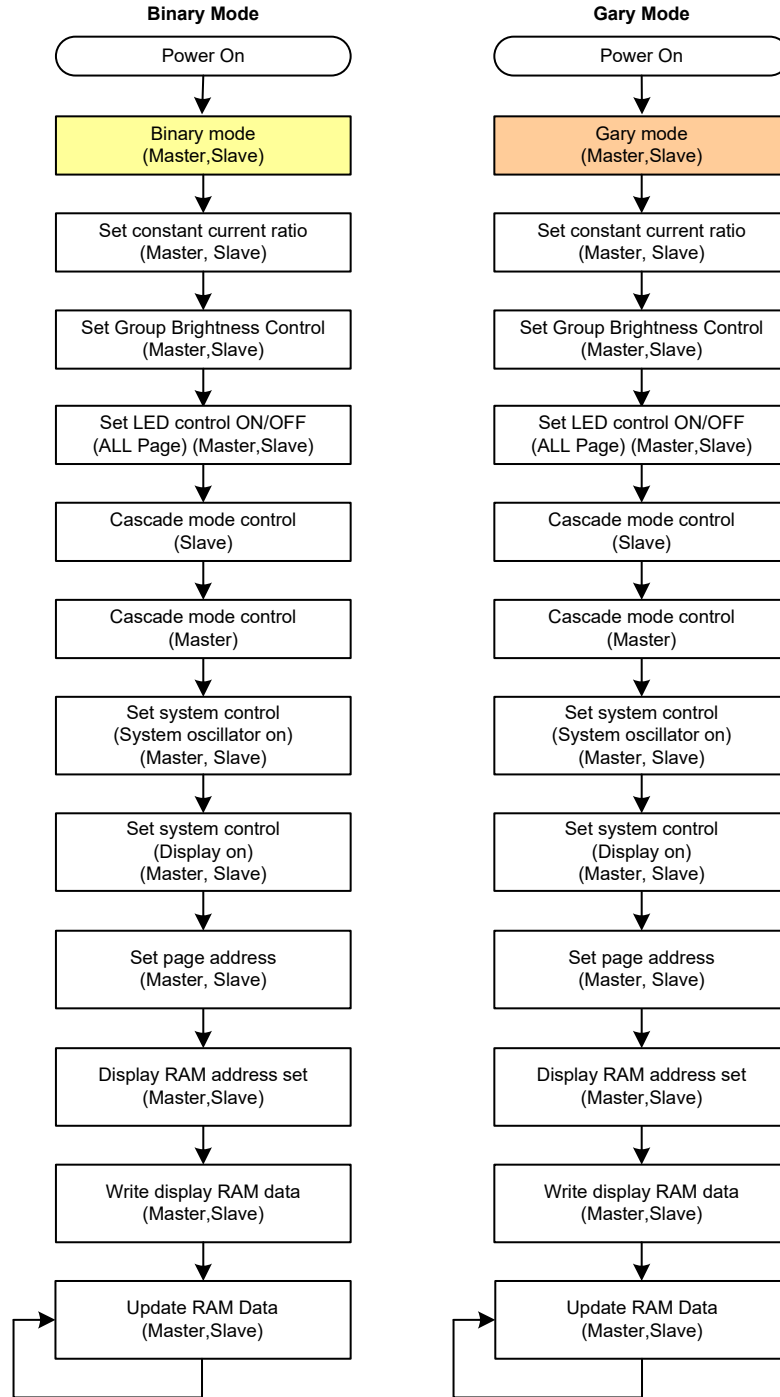 Binary Mode
Power On
Binary mode
(Master,Slave)
Set constant current ratio
(Master, Slave)
Set Group Brightness Control
(Master,Slave)
Set LED control ON/OFF
(ALL Page) (Master,Slave)
Cascade mode control
(Slave)
Cascade mode control
(Master)
Set system control
(System oscillator on)
(Master, Slave)
Set system control
(Display on)
(Master, Slave)
Set page address
(Master, Slave)
Display RAM address set
(Master,Slave)
Write display RAM data
(Master,Slave)
Update RAM Data
(Master,Slave)
Gary Mode
Power On
Gary mode
(Master,Slave)
Set constant current ratio
(Master, Slave)
Set Group Brightness Control
(Master,Slave)
Set LED control ON/OFF
(ALL Page) (Master,Slave)
Cascade mode control
(Slave)
Cascade mode control
(Master)
Set system control
(System oscillator on)
(Master, Slave)
Set system control
(Display on)
(Master, Slave)
Set page address
(Master, Slave)
Display RAM address set
(Master,Slave)
Write display RAM data
(Master,Slave)
Update RAM Data
(Master,Slave)